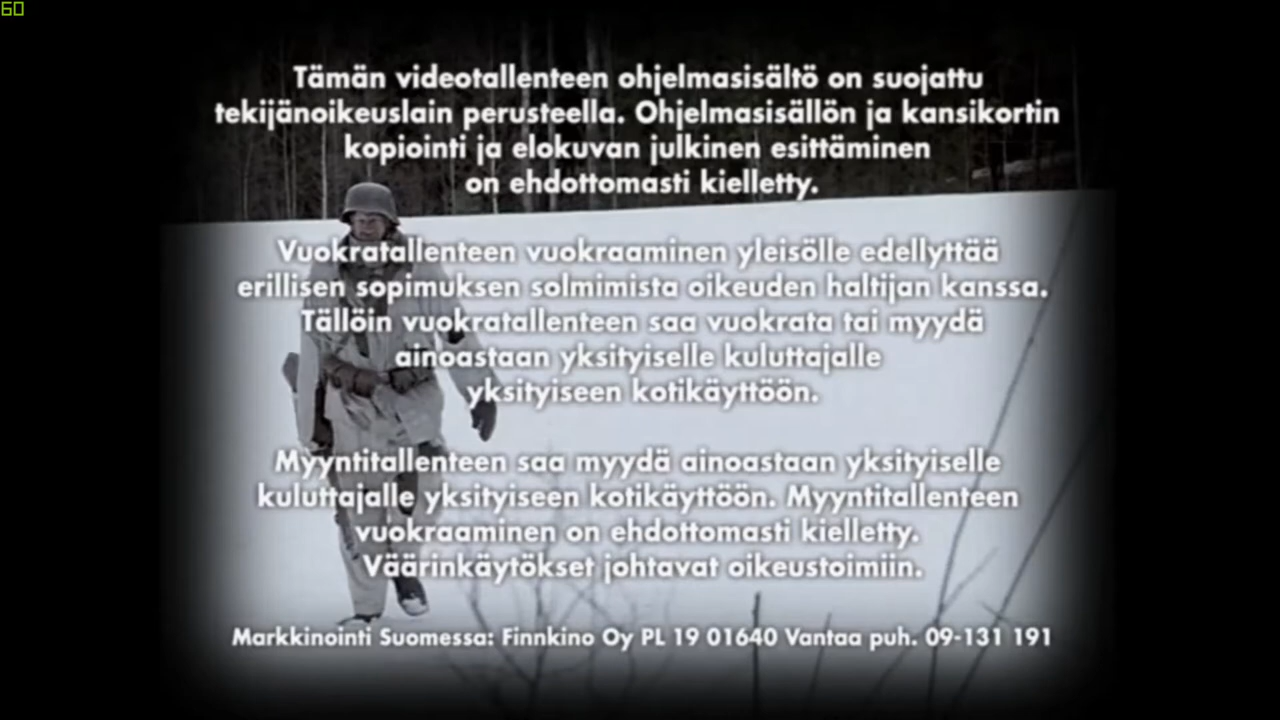 60
Tämän videotallenteen ohjelmasisältö on suojattu
tekijänoikeuslain perusteella. Ohjelmasisällön ja kansikortin
kopiointi ja elokuvan julkinen esittäminen
on ehdottomasti kielletty.
Vuokratallenteen vuokraaminen yleisölle edellyttää
erillisen sopimuksen solmimista oikeuden haltijan kanssa.
Tällöin vuokratallenteen saa vuokrata tai myydä
ainoastaan yksityiselle kuluttajalle
yksityiseen kotikäyttöön.
Myyntitallenteen saa myydä ainoastaan yksityiselle
kuluttajalle yksityiseen kotikäyttöön. Myyntitallenteen
vuokraaminen on ehdottomasti kielletty.
Väärinkäytökset johtavat oikeustoimiin.
Markkinointi Suomessa: Finnkino Oy PL 19 01640 Vantaa puh. 09-131 191